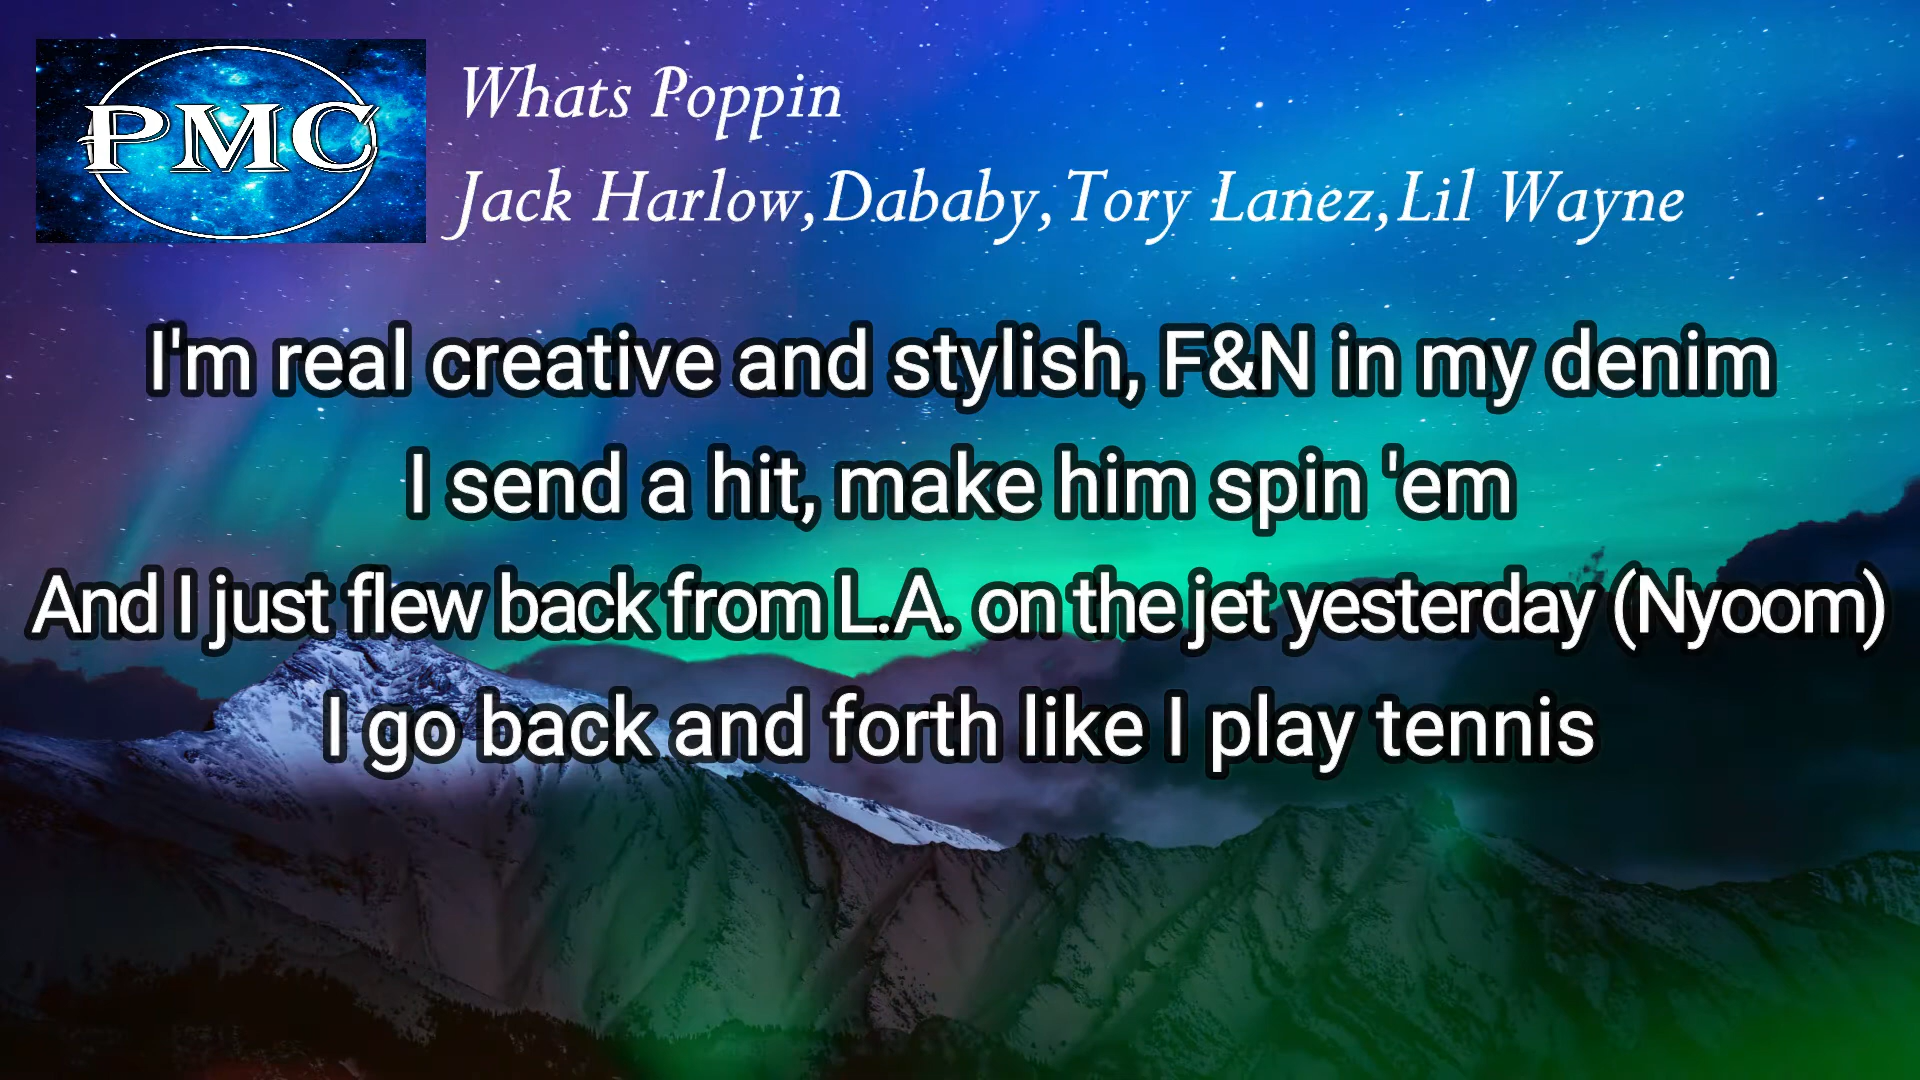 PMC
Whats Poppin
Jack Harlow,Dababy,Tory Lanez,Lil Wayne
I'm real creative and stylish, F&N in my denim
I send a hit, make him spin 'em
And I just flew back from L.A. on the jet yesterday (Nyoom)
I go back and forth like I play tennis